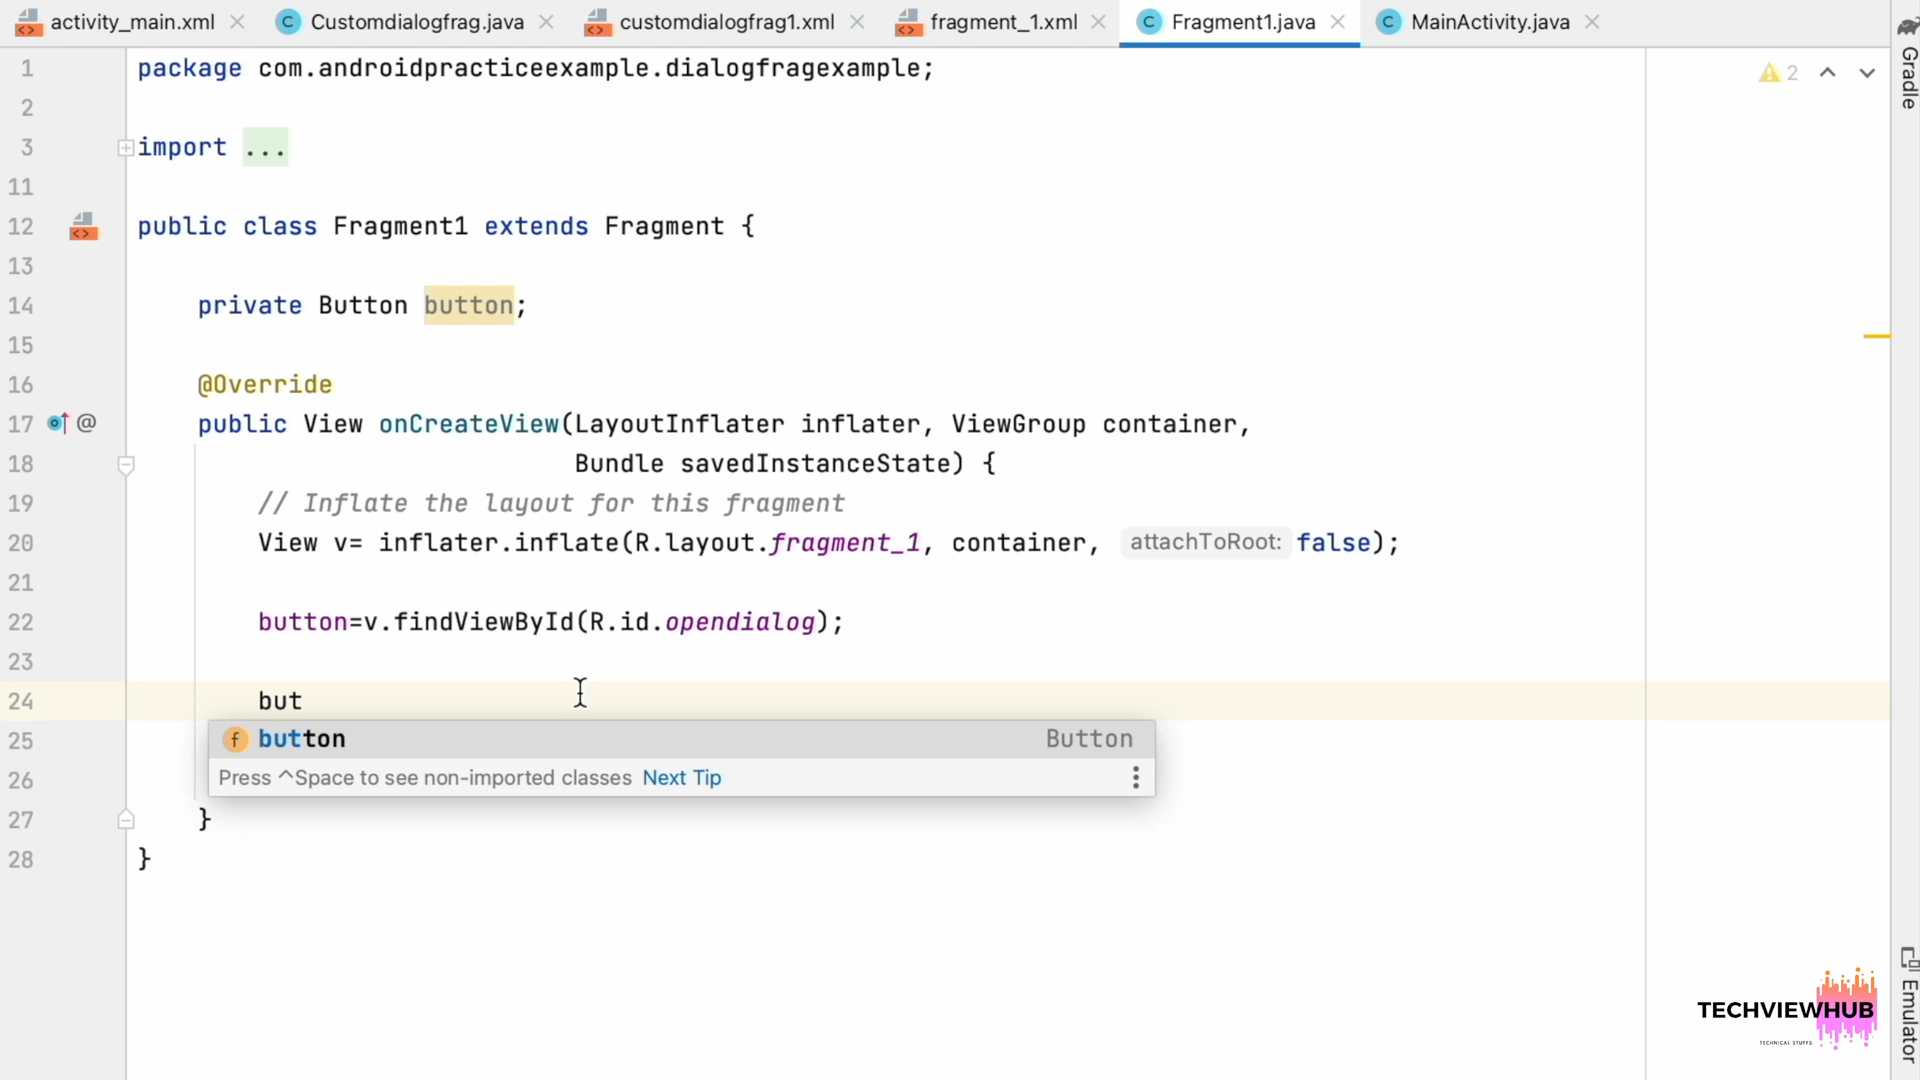 activity_main.xml Customdialogfrag.java customdialogfrag1.xml fragment_1.xml Fragment1.java MainActivity.java
1 package com.androidpracticeexample.dialogfragexample;
2
3 import ...
11
12 public class Fragment1 extends Fragment {
13
14 private Button button;
15
16 @Override
17 public View onCreateView(LayoutInflater inflater, ViewGroup container,
18 Bundle savedInstanceState) {
19 // Inflate the layout for this fragment
20 View v= inflater.inflate(R.layout.fragment_1, container, attachToRoot: false);
21
22 button=v.findViewById(R.id.opendialog);
23
24 but
25 button Button
26 Press ^Space to see non-imported classes Next Tip
27 }
28 }
2
Gradle
Emulator
TECHVIEWHUB
TECHNICAL STUFFS